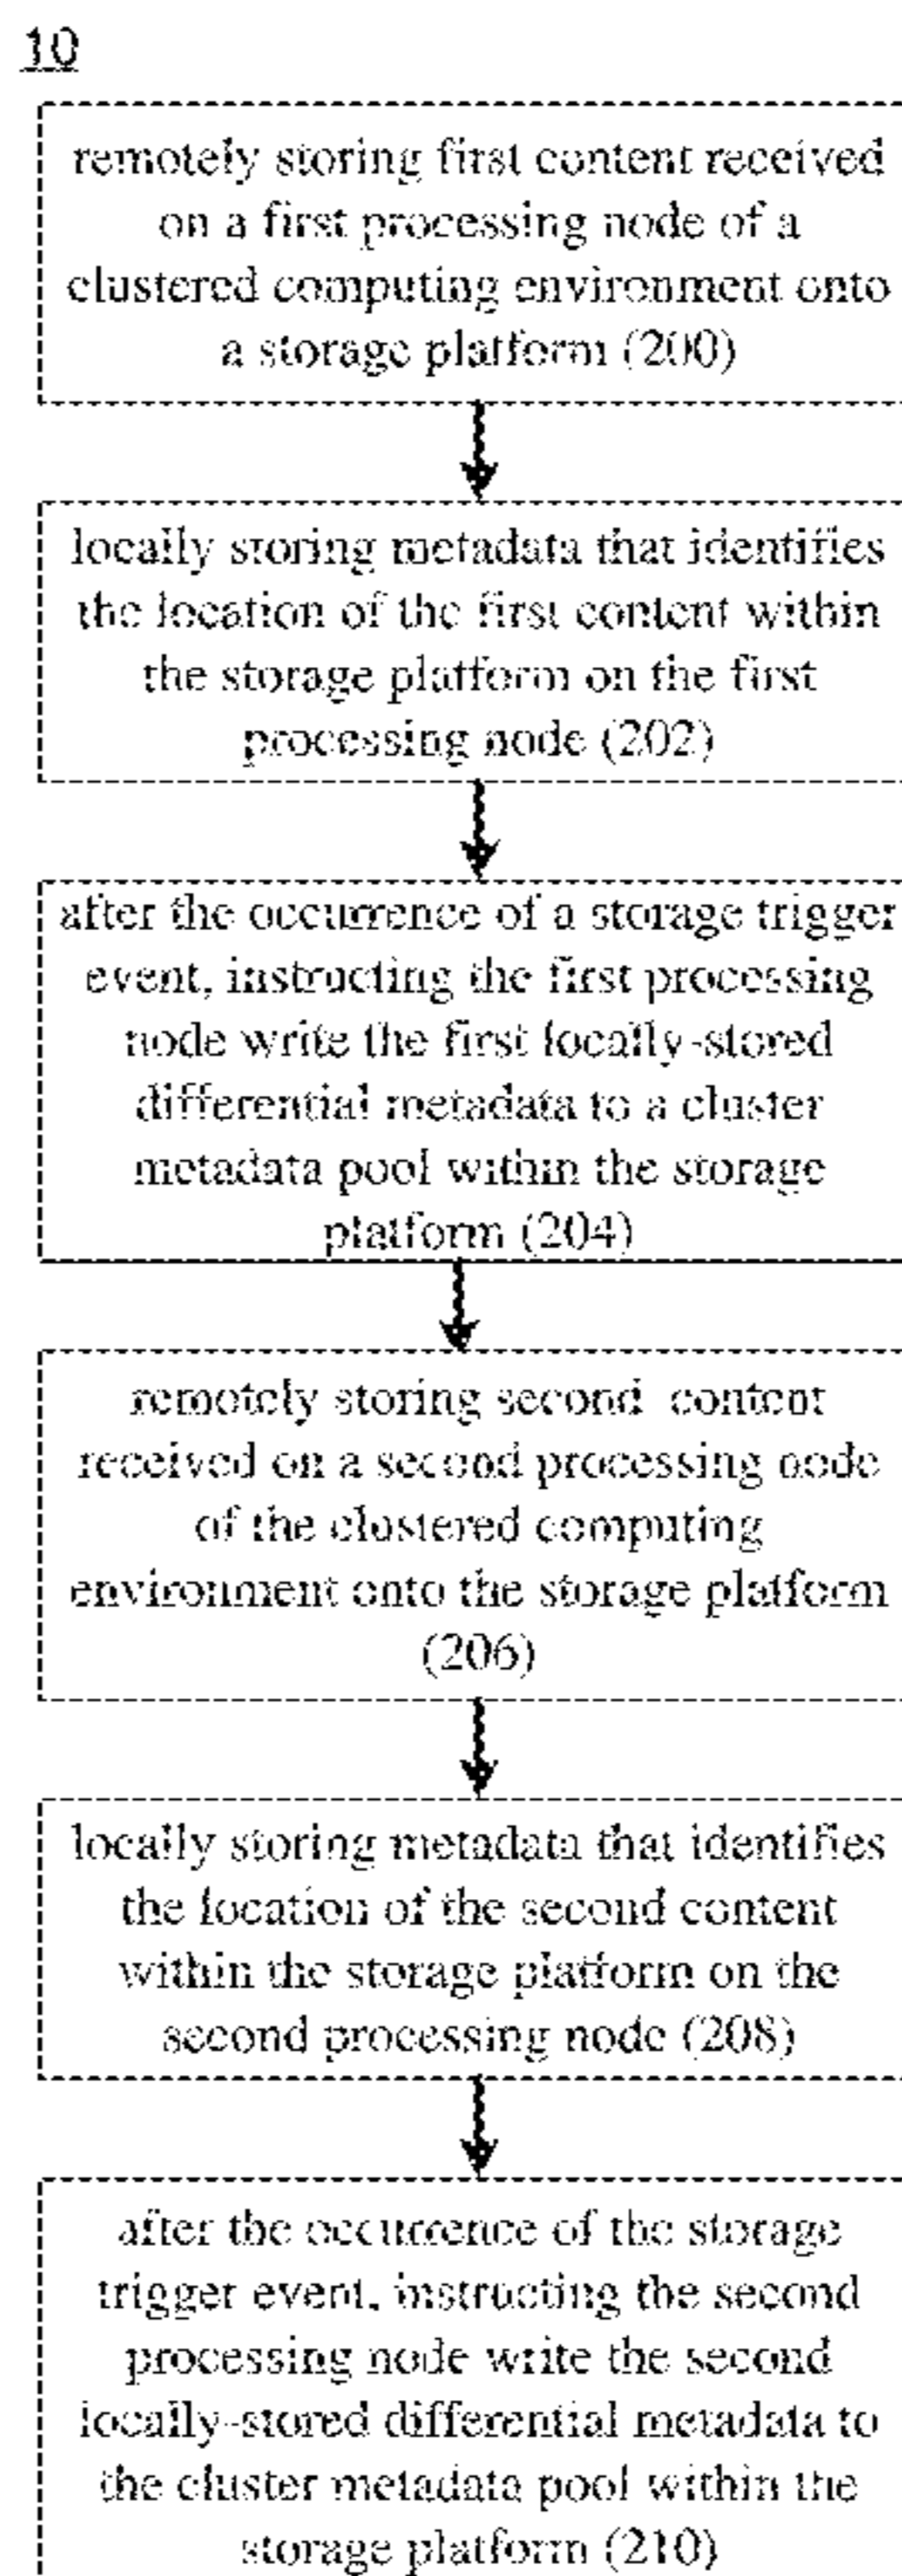 10
remotely storing first content received
on a first processing node of a
clustered computing environment onto
a storage platform (200)
locally storing metadata that identifies
the location of the first content within
the storage platform on the first
processing node (202)
after the occurrence of a storage trigger
event, instructing the first processing
node write the first locally-stored
differential metadata to a cluster
metadata pool within the storage
platform (204)
remotely storing second content
received on a second processing node
of the clustered computing
environment onto the storage platform
(206)
locally storing metadata that identifies
the location of the second content
within the storage platform on the
second processing node (208)
after the occurrence of the storage
trigger event, instructing the second
processing node write the second
locally-stored differential metadata to
the cluster metadata pool within the
storage platform (210)